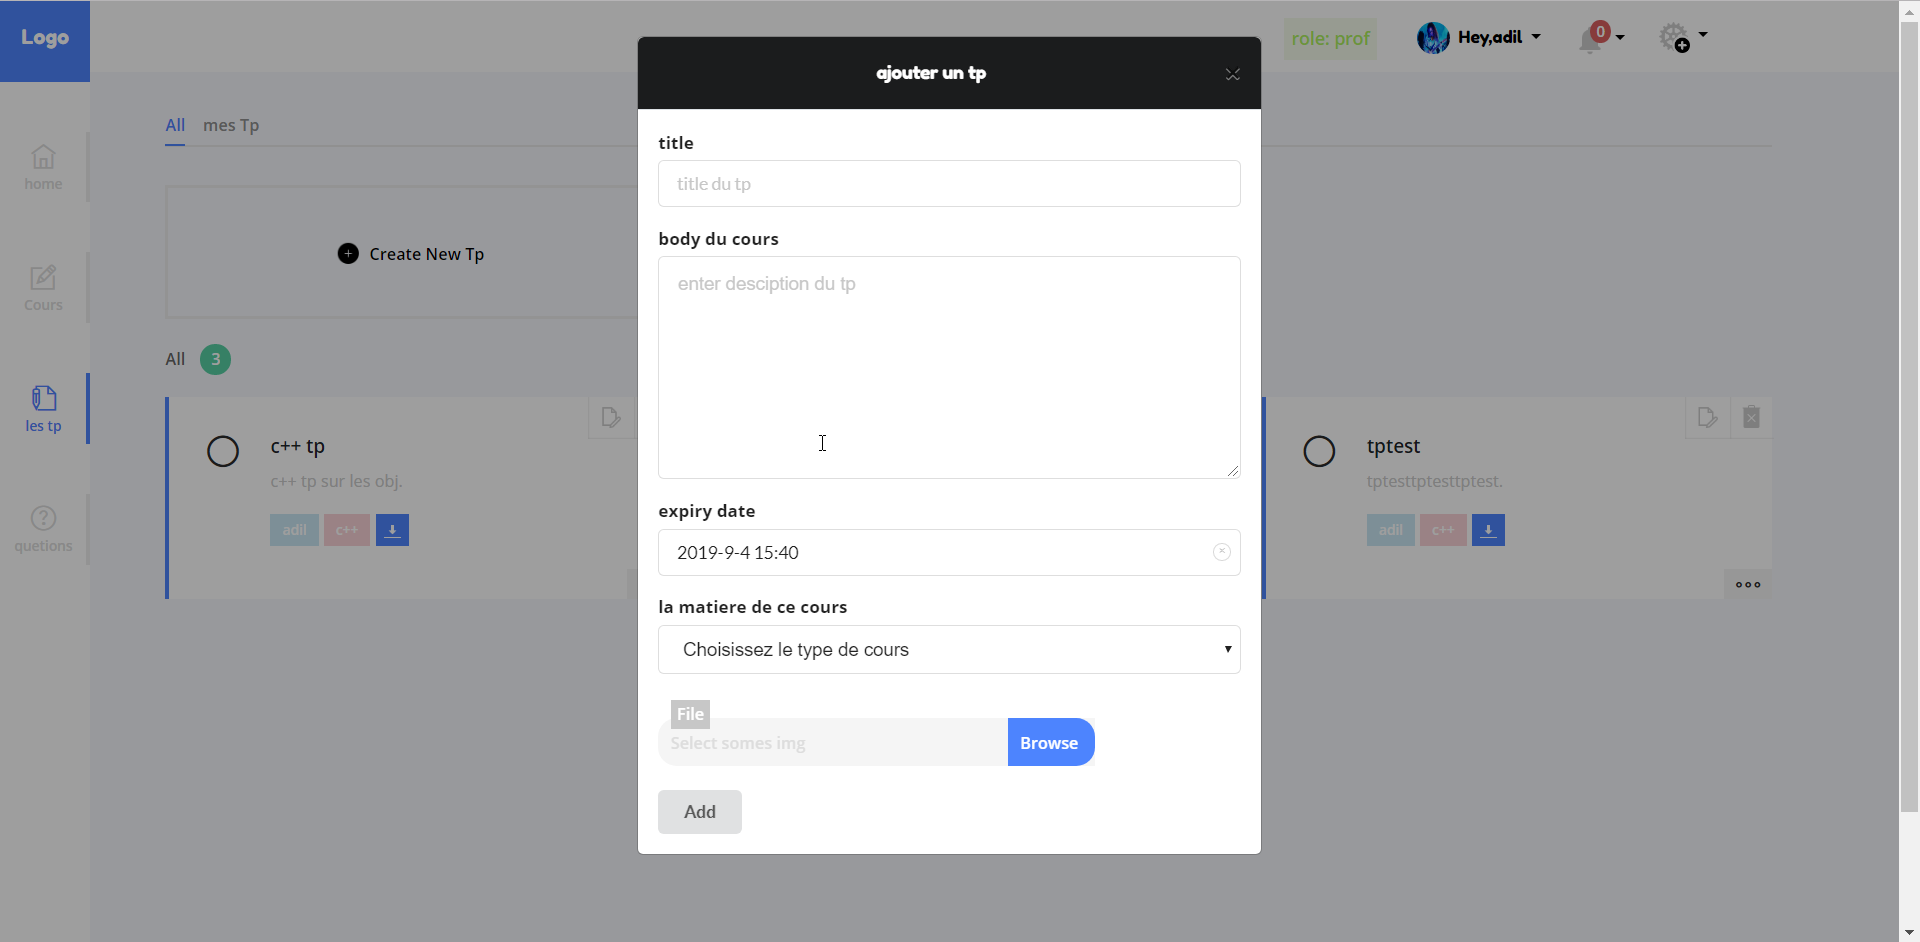 Logo
role: prof
Hey,adil
0
ajouter un tp
All mes Tp
home
Create New Tp
Cours
All 3
les tp
quetions
c++ tp
c++ tp sur les obj.
adil c++
tptest
tptesttptesttptest.
adil c++
title
title du tp
body du cours
enter desciption du tp
expiry date
2019-9-4 15:40
la matiere de ce cours
Choisissez le type de cours
File
Select somes img
Browse
Add